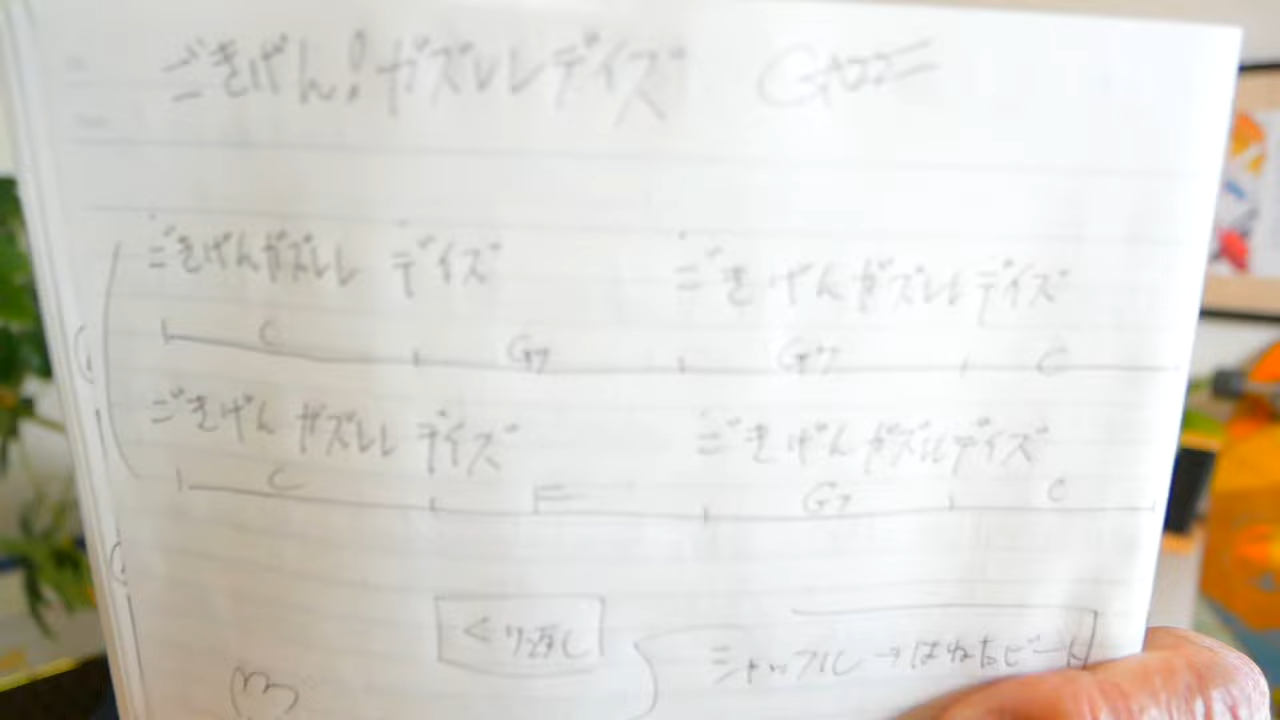 ごきげん!ガズレレデイズ
ごきげんガズレレ デイズ ごきげんガズレレデイズ
C G7 G7 C
ごきげん ガズレレ デイズ ごきげんガズレレデイズ
C F G7 C
くり返し
シャッフル→はねたビート